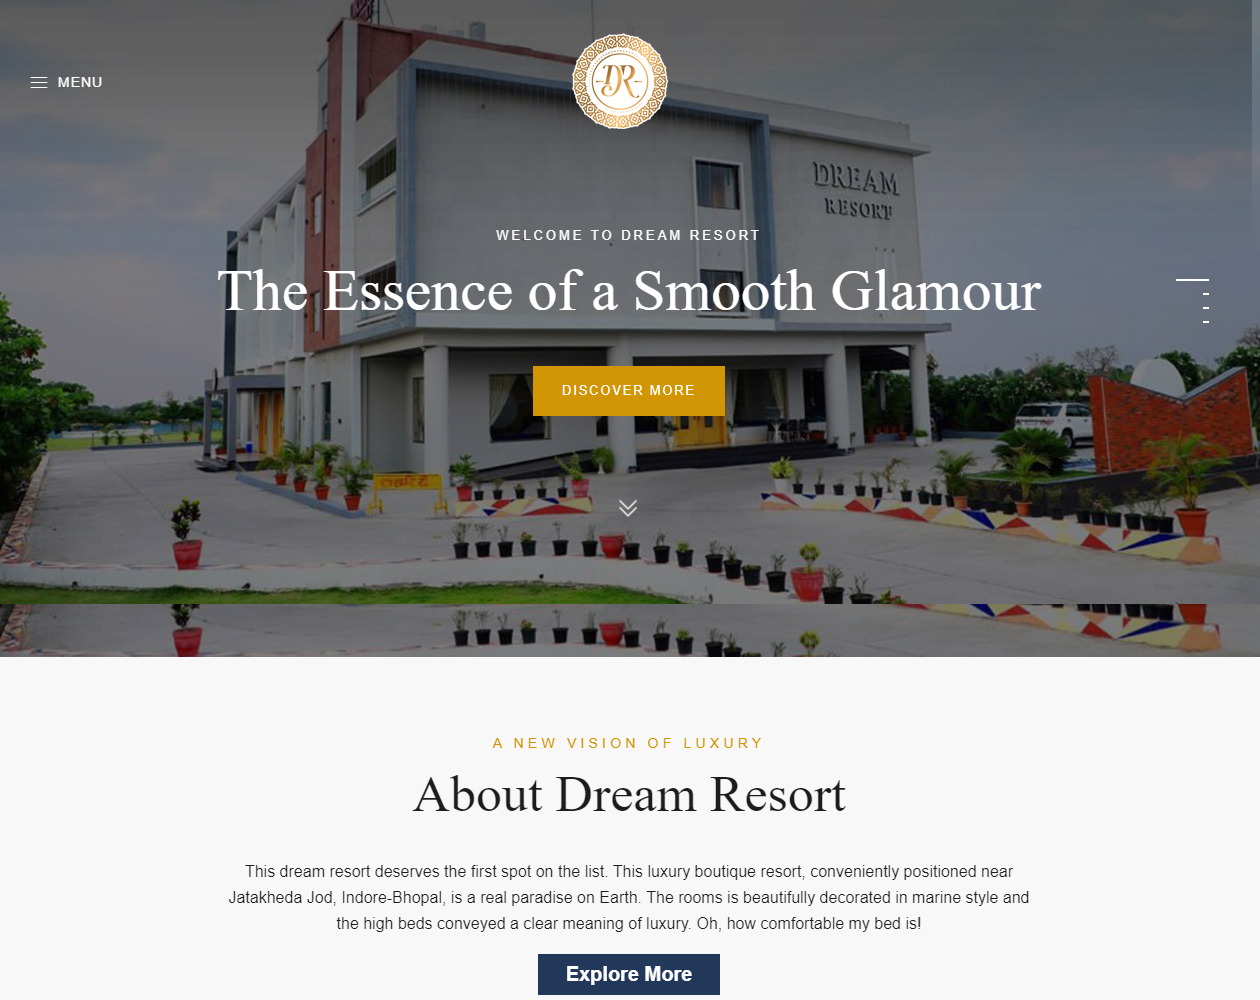 MENU
DR
DREAM
RESORT
WELCOME TO DREAM RESORT
The Essence of a Smooth Glamour
DISCOVER MORE
A NEW VISION OF LUXURY
About Dream Resort
This dream resort deserves the first spot on the list. This luxury boutique resort, conveniently positioned near
Jatakheda Jod, Indore-Bhopal, is a real paradise on Earth. The rooms is beautifully decorated in marine style and
the high beds conveyed a clear meaning of luxury. Oh, how comfortable my bed is!
Explore More